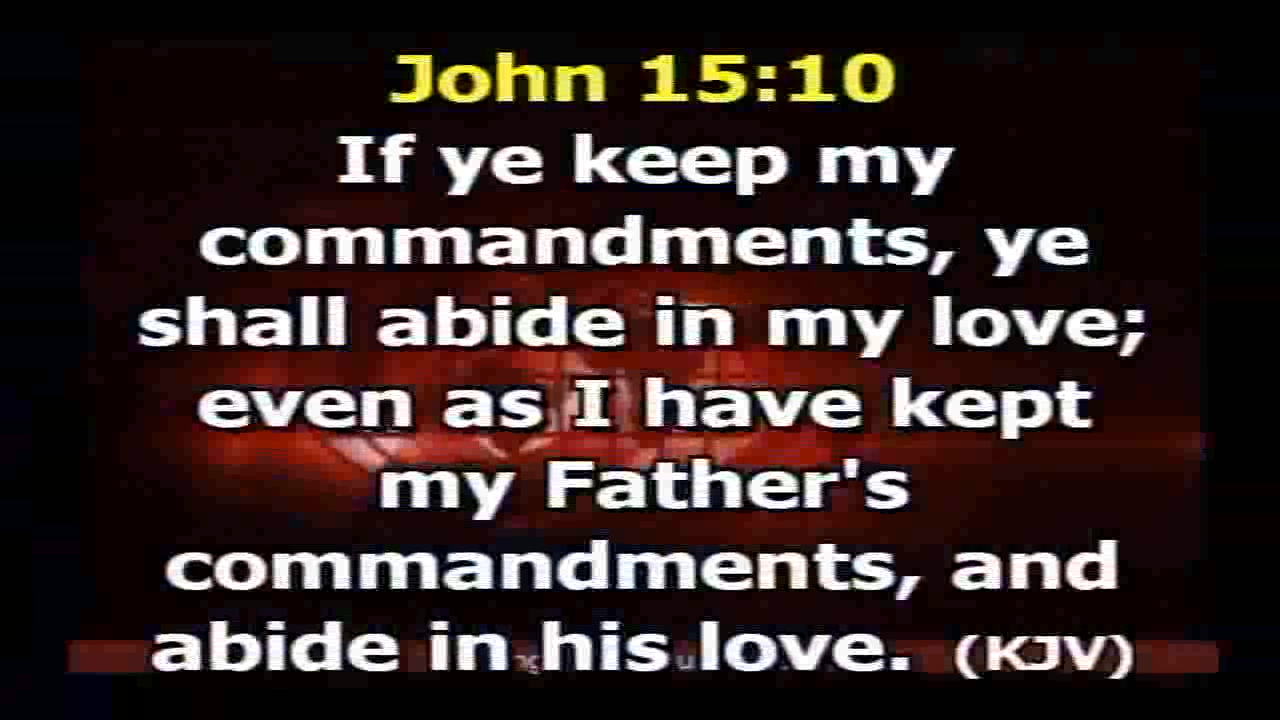 John 15:10
If ye keep my
commandments, ye
shall abide in my love;
even as I have kept
my Father's
commandments, and
abide in his love. (KJV)